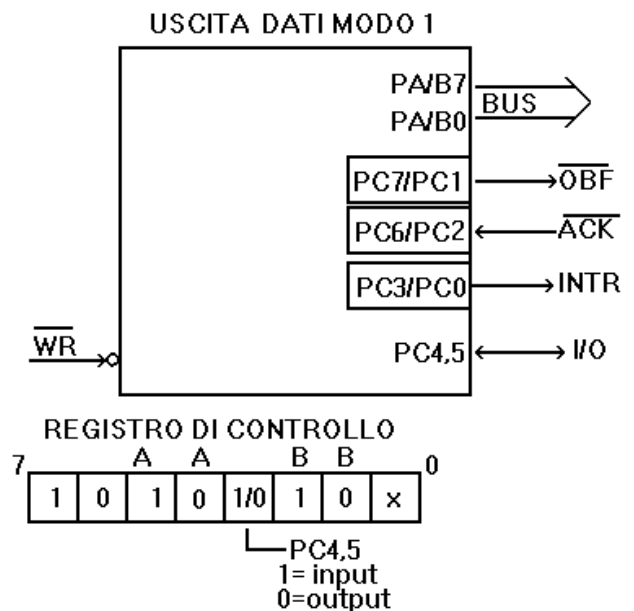 USCITA DATI MODO 1
PA/B7
BUS
PA/B0
PC7/PC1 OBF
PC6/PC2 ACK
PC3/PC0 INTR
WR
PC4,5 I/O
REGISTRO DI CONTROLLO
7 A A B B 0
1 0 1 0 1/0 1 0 x
PC4,5
1= input
0=output